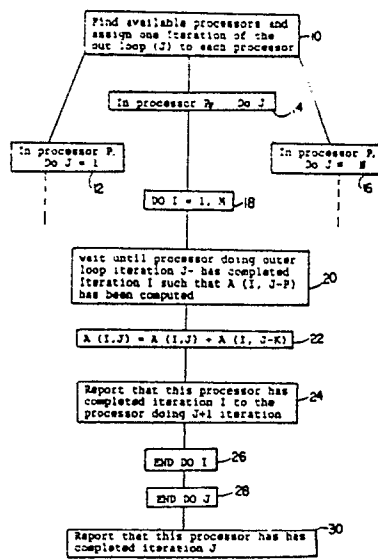 Find available processors and
assign one iteration of the
out loop (J) to each processor
10
In processor Pp Do J
14
In processor P,
Do J = 1
12
In processor P,
Do J = N
16
DO I = 1, M
18
wait until processor doing outer
loop iteration J- has completed
Iteration I such that A (I, J-P)
has been computed
20
A (I,J) = A (I,J) + A (I, J-K)
22
Report that this processor has
completed iteration I to the
processor doing J+1 iteration
24
END DO I
26
END DO J
28
Report that this processor has has
completed iteration J
30